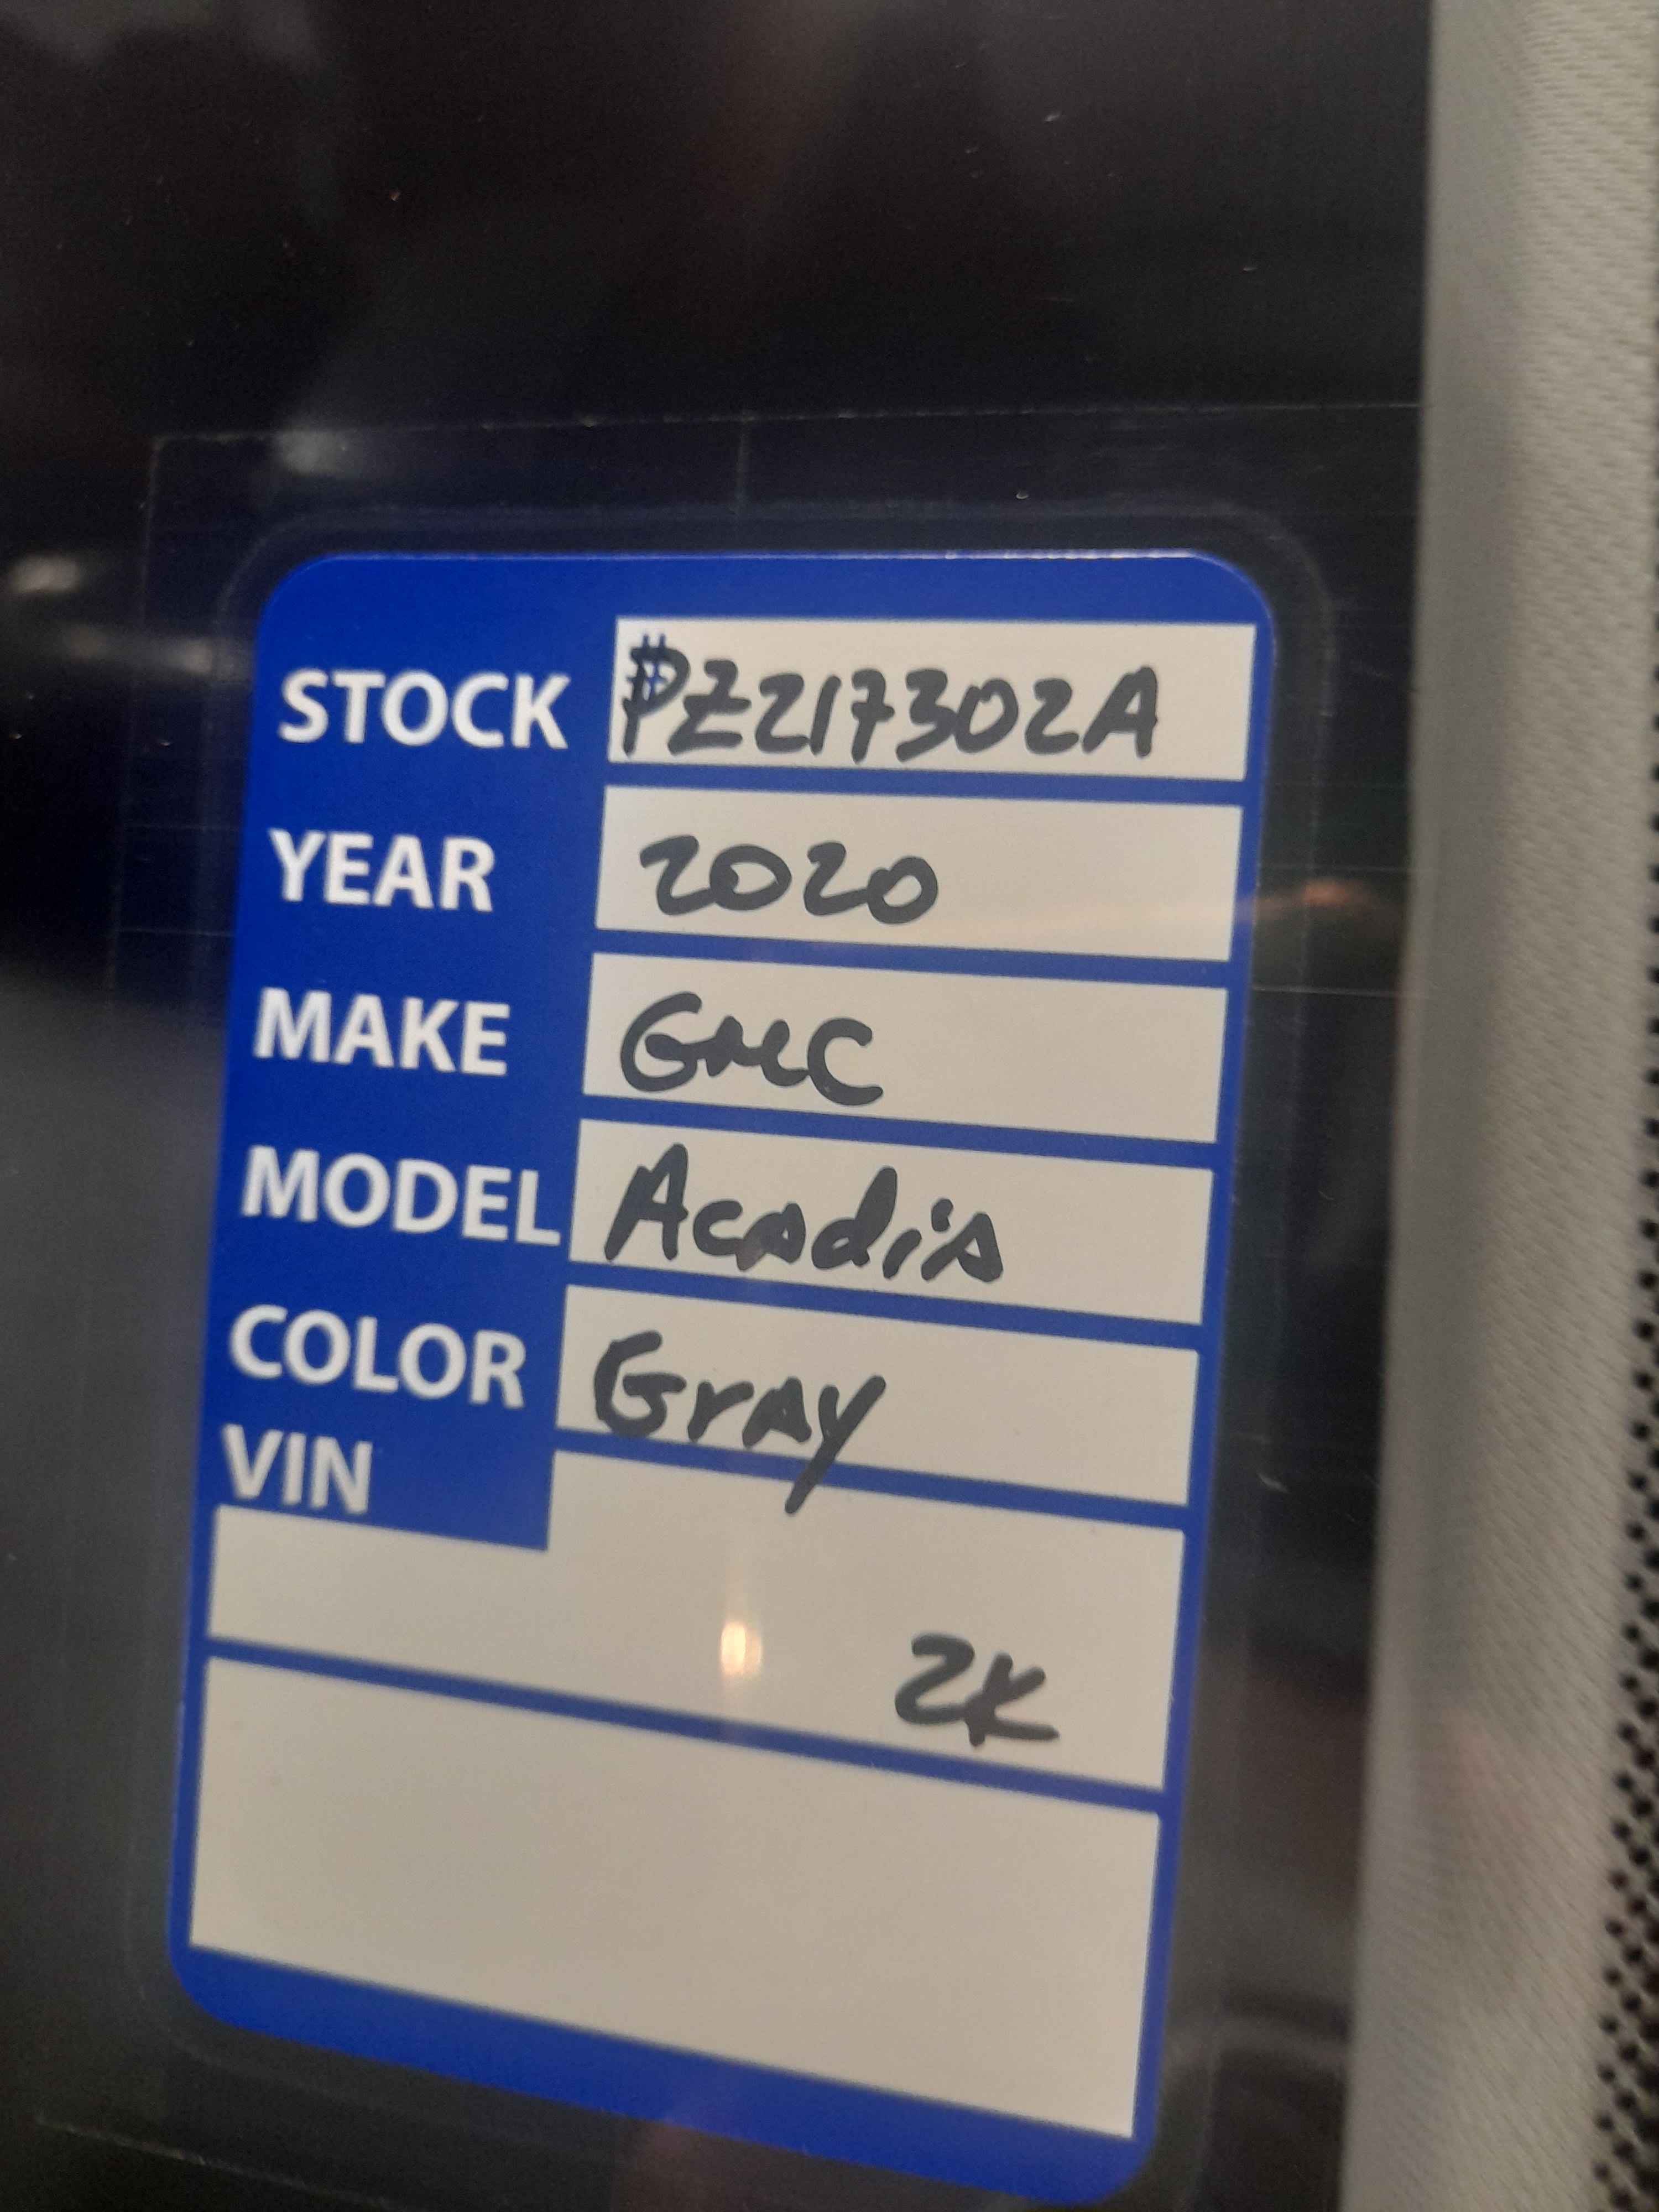 STOCK #PZ217302A
YEAR 2020
MAKE GMC
MODEL Acadia
COLOR Gray
VIN
2K